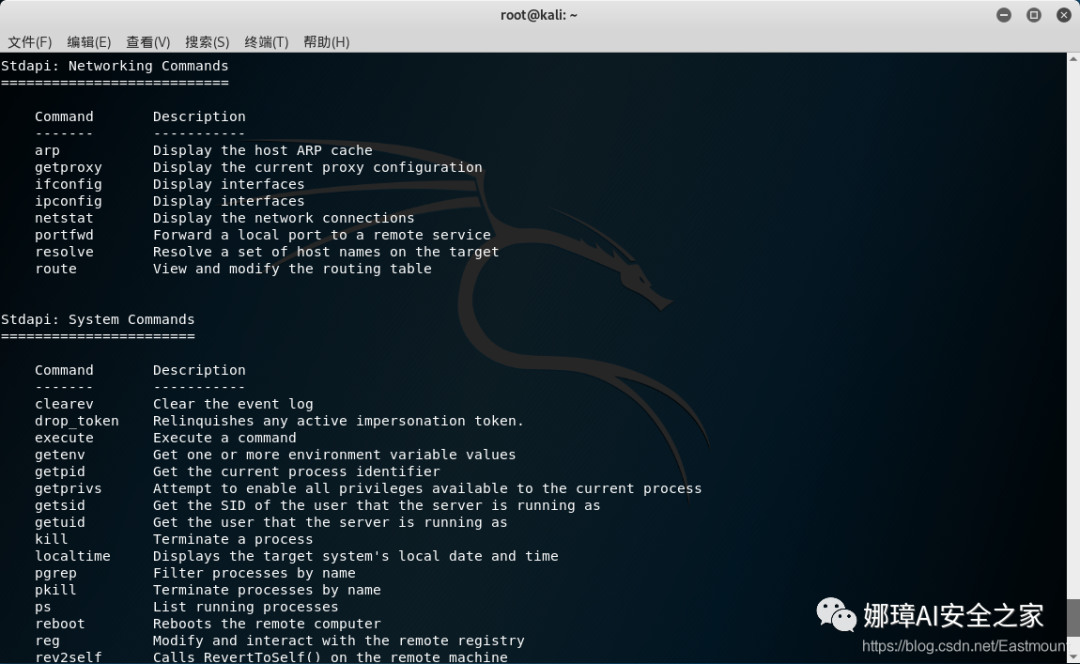 root@kali: ~
文件(F) 编辑(E) 查看(V) 搜索(S) 终端(T) 帮助(H)
Stdapi: Networking Commands
===========================
Command Description
------- -----------
arp Display the host ARP cache
getproxy Display the current proxy configuration
ifconfig Display interfaces
ipconfig Display interfaces
netstat Display the network connections
portfwd Forward a local port to a remote service
resolve Resolve a set of host names on the target
route View and modify the routing table
Stdapi: System Commands
=======================
Command Description
------- -----------
clearev Clear the event log
drop_token Relinquishes any active impersonation token.
execute Execute a command
getenv Get one or more environment variable values
getpid Get the current process identifier
getprivs Attempt to enable all privileges available to the current process
getsid Get the SID of the user that the server is running as
getuid Get the user that the server is running as
kill Terminate a process
localtime Displays the target system's local date and time
pgrep Filter processes by name
pkill Terminate processes by name
ps List running processes
reboot Reboots the remote computer
reg Modify and interact with the remote registry
rev2self Calls RevertToSelf() on the remote machine
娜璋AI安全之家
https://blog.csdn.net/Eastmoun